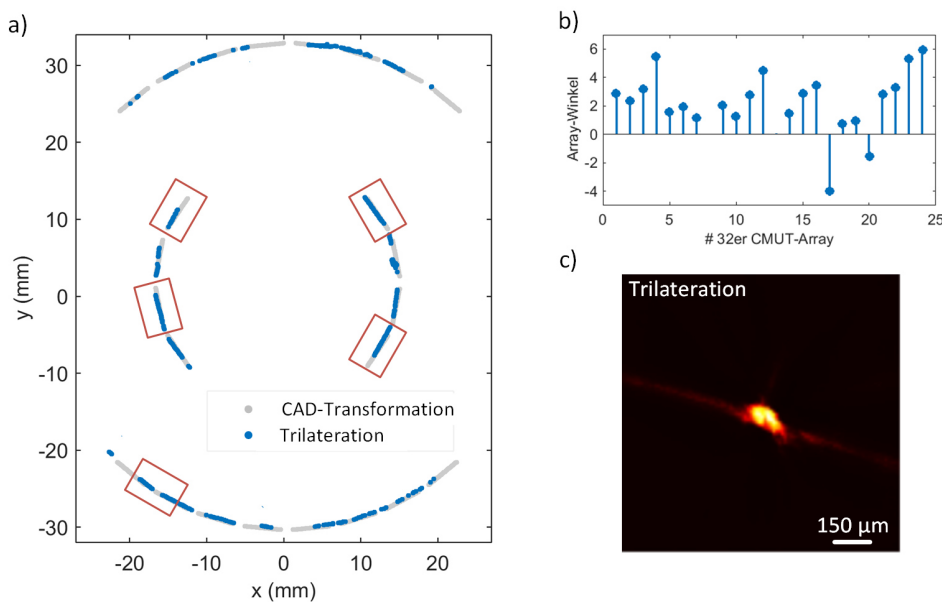 a)
30
20
10
0
-10
-20
-30
y (mm)
CAD-Transformation
Trilateration
-20
-10
0
10
20
x (mm)
b)
6
4
2
0
-2
-4
Array-Winkel
0
5
10
15
20
25
# 32er CMUT-Array
c)
Trilateration
150 µm